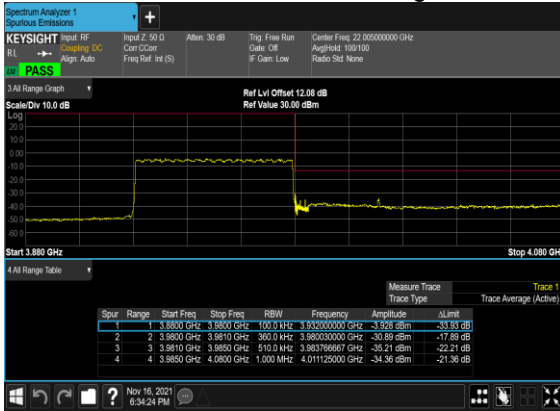 Spectrum Analyzer 1
Spurious Emissions
+
KEYSIGHT Input: RF Input Z: 50 Ω Atten: 30 dB Trig: Free Run Center Freq: 22.005000000 GHz
RL Coupling: DC Corr CCorr Gate: Off Avg|Hold: 100/100
Align: Auto Freq Ref: Int (S) IF Gain: Low Radio Std: None
PASS
3 All Range Graph Ref Lvl Offset 12.08 dB
Scale/Div 10.0 dB Ref Value 30.00 dBm
Log
20.0
10.0
0.00
-10.0
-20.0
-30.0
-40.0
-50.0
-60.0
Start 3.880 GHz Stop 4.080 GH
4 All Range Table
Measure Trace Trace 1
Trace Type Trace Average (Active)
Spur Range Start Freq Stop Freq RBW Frequency Amplitude ΔLimit
1 1 3.8800 GHz 3.9800 GHz 100.0 kHz 3.932000000 GHz -3.928 dBm -33.93 dB
2 2 3.9800 GHz 3.9810 GHz 360.0 kHz 3.980030000 GHz -30.89 dBm -17.89 dB
3 3 3.9810 GHz 3.9850 GHz 510.0 kHz 3.983766667 GHz -35.21 dBm -22.21 dB
4 4 3.9850 GHz 4.0800 GHz 1.000 MHz 4.011125000 GHz -34.36 dBm -21.36 dB
? Nov 16, 2021
6:34:24 PM